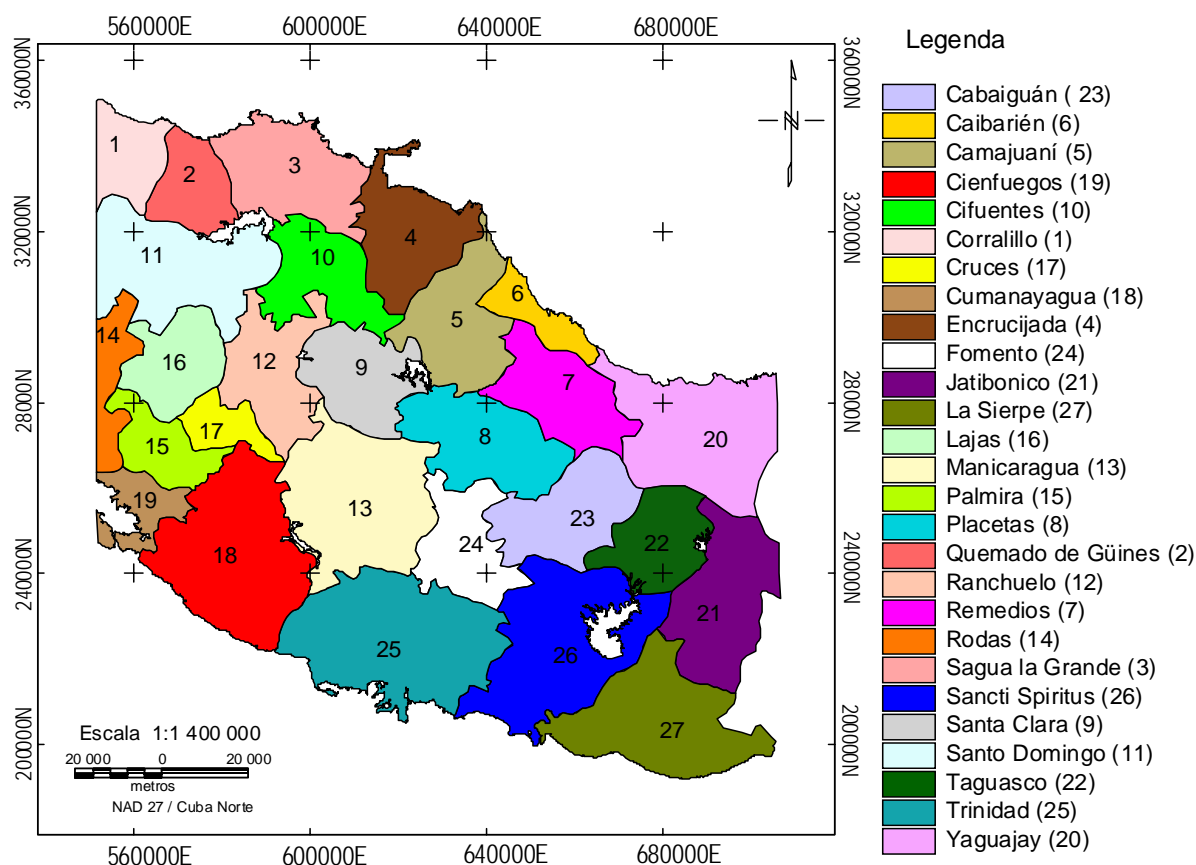 560000E 600000E 640000E 680000E
360000N
320000N
280000N
240000N
200000N
360000N
320000N
280000N
240000N
200000N
1
2
3
4
10
11
6
5
14
16
12
9
7
17
8
20
15
19
13
23
24
22
18
21
25
26
27
Escala 1:1 400 000
20 000 0 20 000
metros
NAD 27 / Cuba Norte
560000E 600000E 640000E 680000E
N
Legenda
Cabaiguán ( 23)
Caibarién (6)
Camajuaní (5)
Cienfuegos (19)
Cifuentes (10)
Corralillo (1)
Cruces (17)
Cumanayagua (18)
Encrucijada (4)
Fomento (24)
Jatibonico (21)
La Sierpe (27)
Lajas (16)
Manicaragua (13)
Palmira (15)
Placetas (8)
Quemado de Güines (2)
Ranchuelo (12)
Remedios (7)
Rodas (14)
Sagua la Grande (3)
Sancti Spiritus (26)
Santa Clara (9)
Santo Domingo (11)
Taguasco (22)
Trinidad (25)
Yaguajay (20)